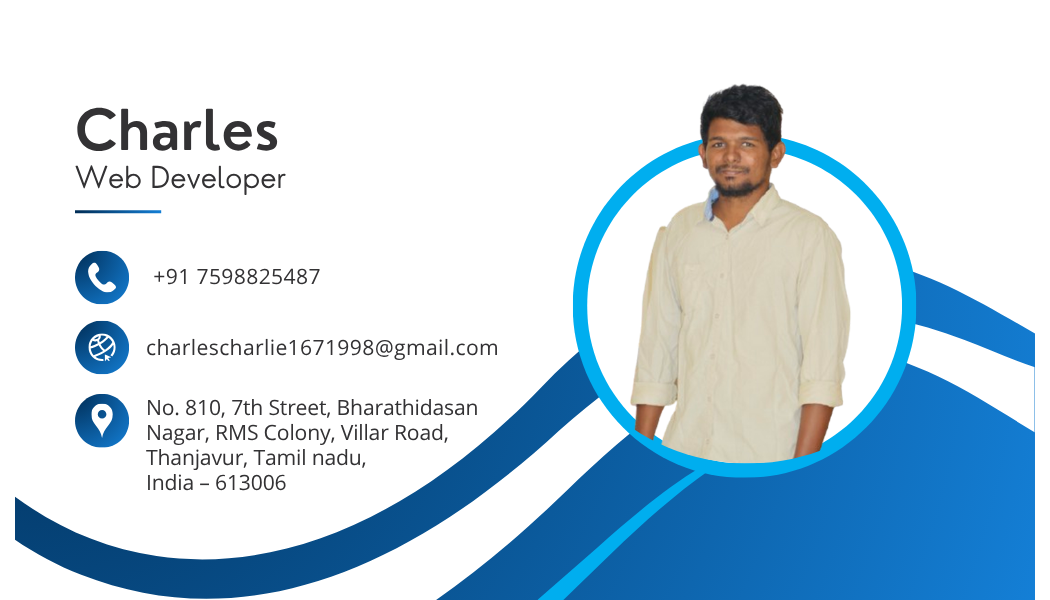 Charles
Web Developer
+91 7598825487
charlescharlie1671998@gmail.com
No. 810, 7th Street, Bharathidasan
Nagar, RMS Colony, Villar Road,
Thanjavur, Tamil nadu,
India – 613006